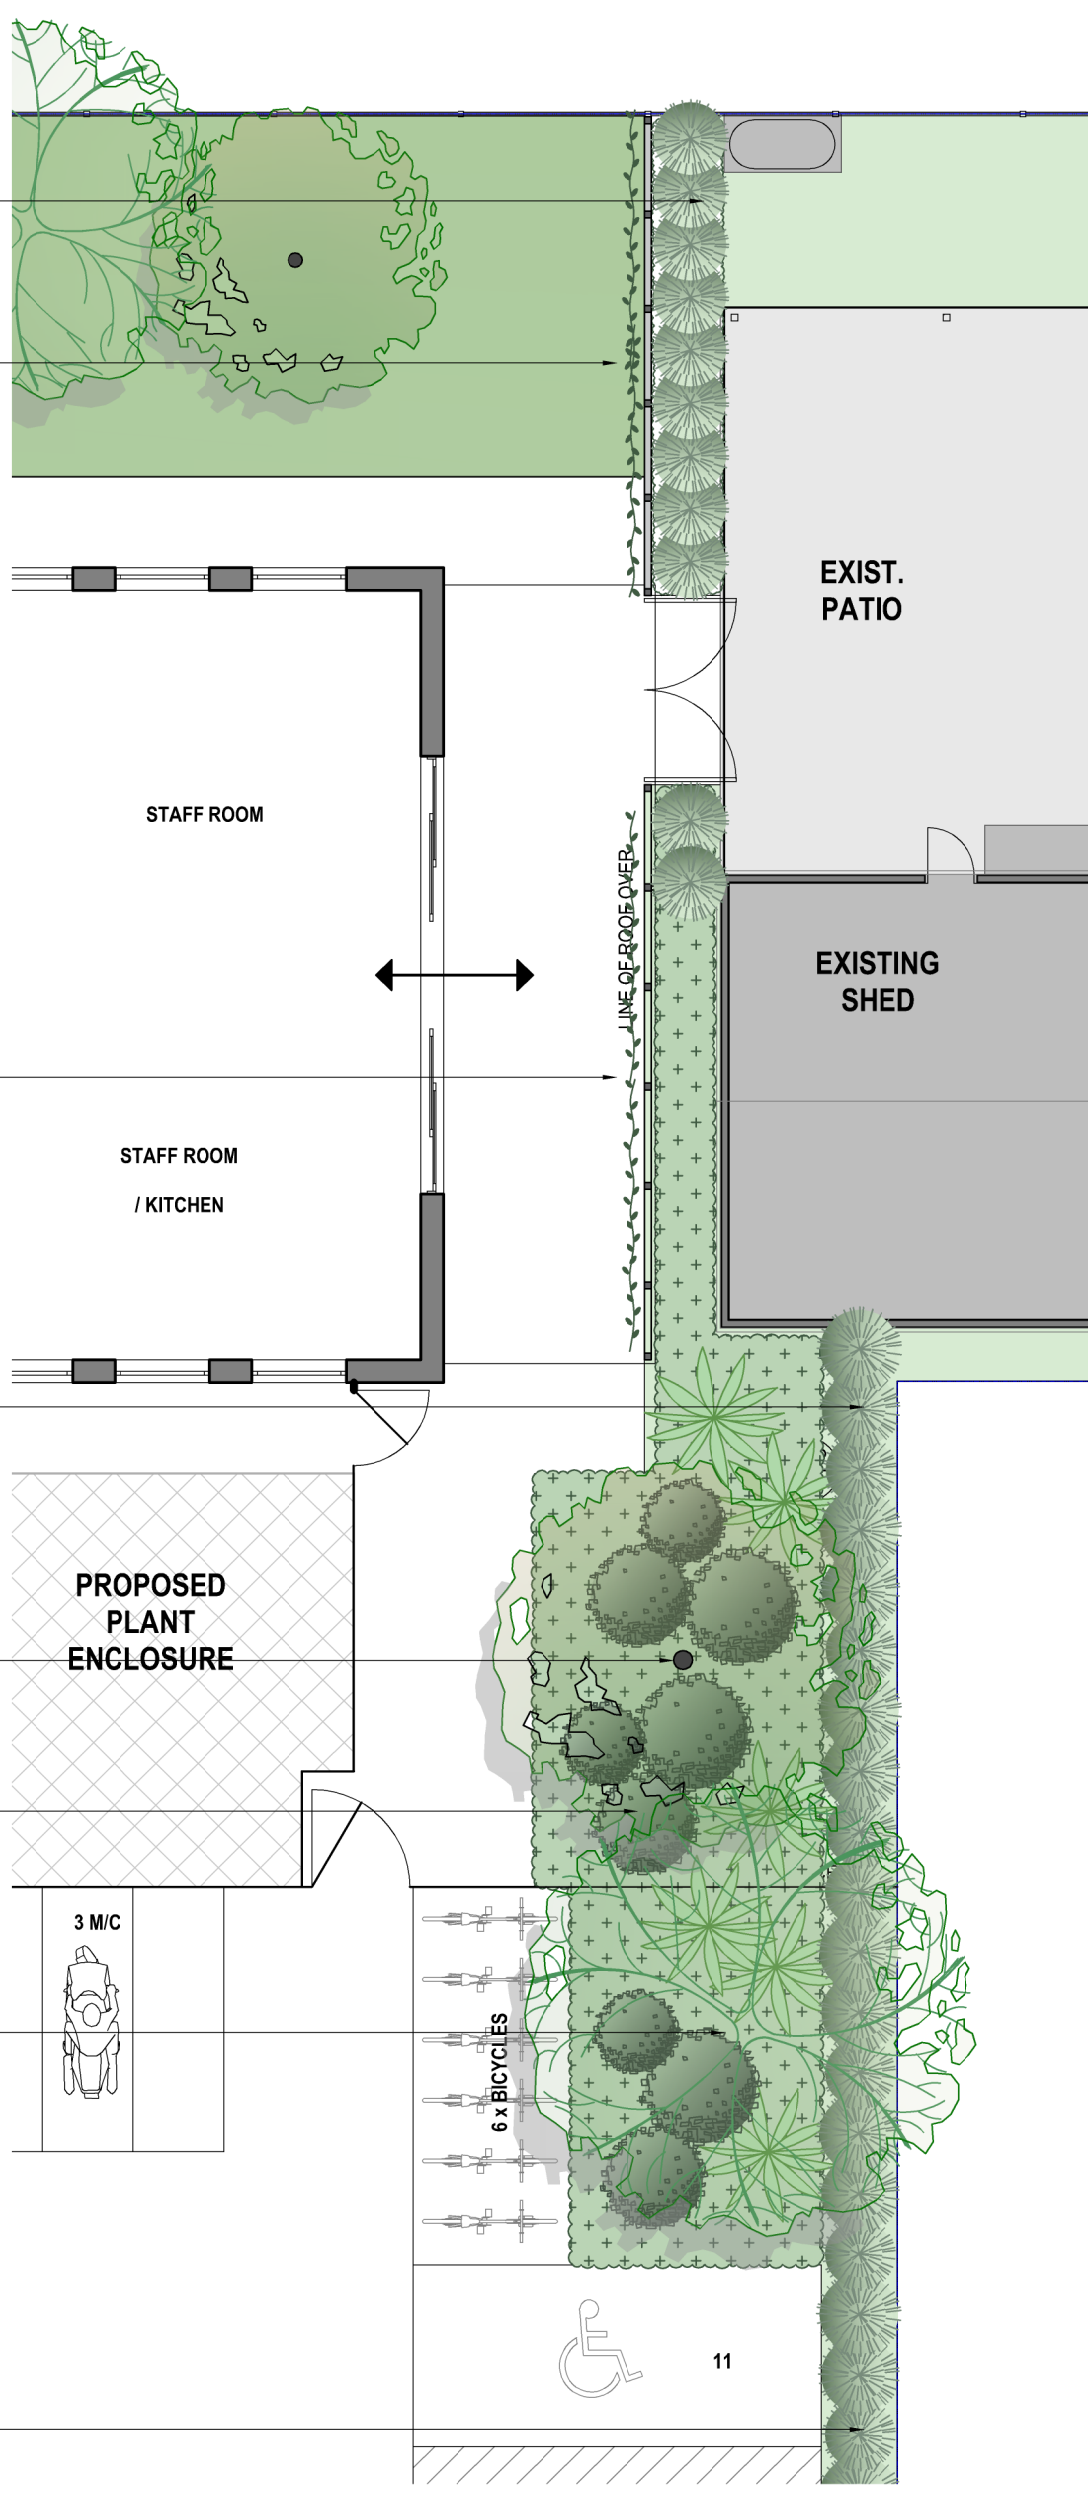 EXIST.
PATIO
STAFF ROOM
LINE OF ROOF OVER
EXISTING
SHED
STAFF ROOM
/ KITCHEN
PROPOSED
PLANT
ENCLOSURE
3 M/C
6 x BICYCLES
11